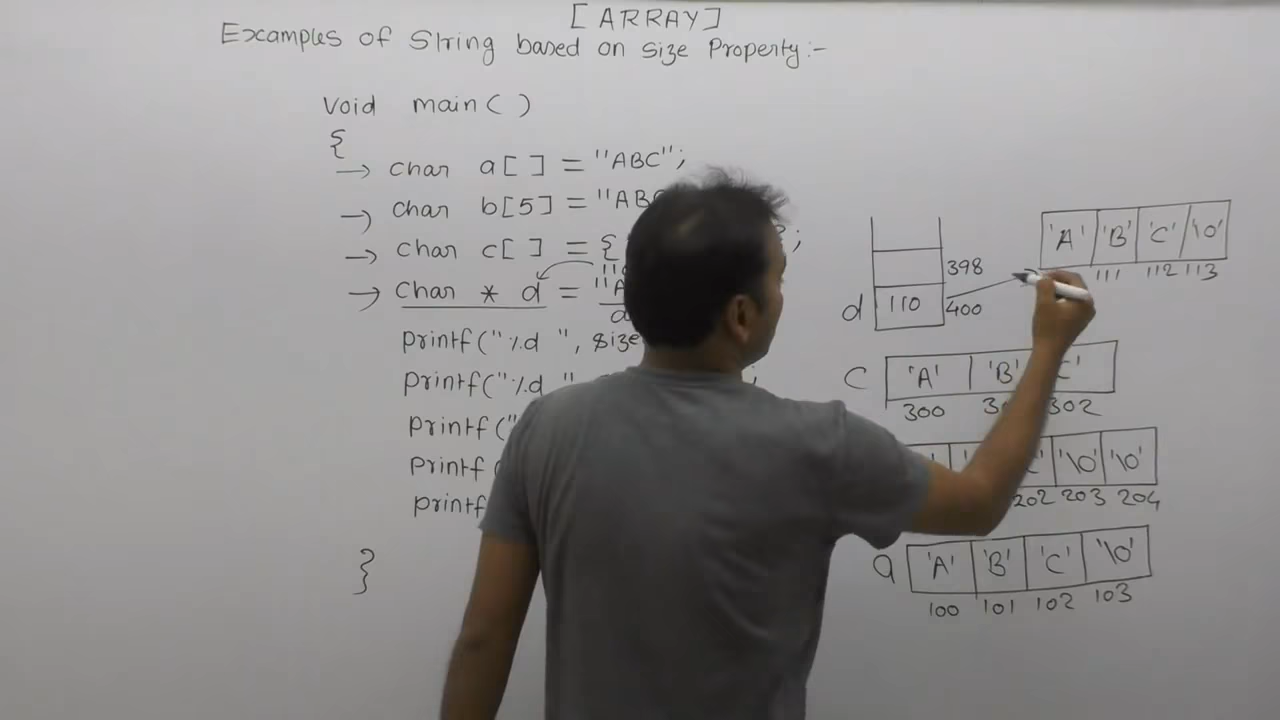 [ARRAY]
Examples of String based on Size Property:-
void main( )
{
→ char a[ ] = "ABC";
→ char b[5] = "ABC
→ char c[ ] = { ;
→ char * d = "A
printf("%d ", size
printf("%d " ;
printf("
printf
printf
}
'A' 'B' 'C' '\0'
111 112 113
398
d 110 400
c 'A' 'B' C'
300 302
'\0' '\0'
202 203 204
a 'A' 'B' 'C' '\0'
100 101 102 103